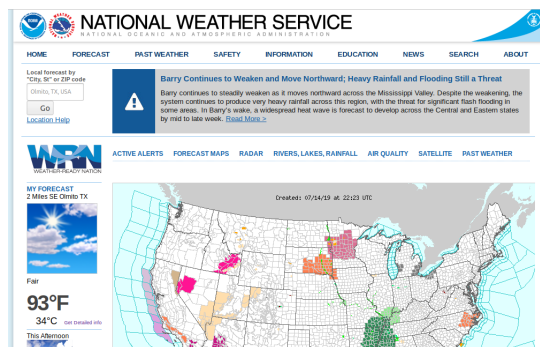 NATIONAL WEATHER SERVICE
NATIONAL OCEANIC AND ATMOSPHERIC ADMINISTRATION
HOME FORECAST PAST WEATHER SAFETY INFORMATION EDUCATION NEWS SEARCH ABOUT
Local forecast by
"City, St" or ZIP code
Olmito, TX, USA
Go
Location Help
Barry Continues to Weaken and Move Northward; Heavy Rainfall and Flooding Still a Threat
Barry continues to steadily weaken as it moves northward across the Mississippi Valley. Despite the weakening, the
system continues to produce very heavy rainfall across this region, with the threat for significant flash flooding in
some areas. In Barry's wake, a widespread heat wave is forecast to develop across the Central and Eastern states
by mid to late week. Read More >
WRN
WEATHER-READY NATION
ACTIVE ALERTS FORECAST MAPS RADAR RIVERS, LAKES, RAINFALL AIR QUALITY SATELLITE PAST WEATHER
MY FORECAST
2 Miles SE Olmito TX
Fair
93°F
34°C Get Detailed info
This Afternoon
Created: 07/14/19 at 22:23 UTC